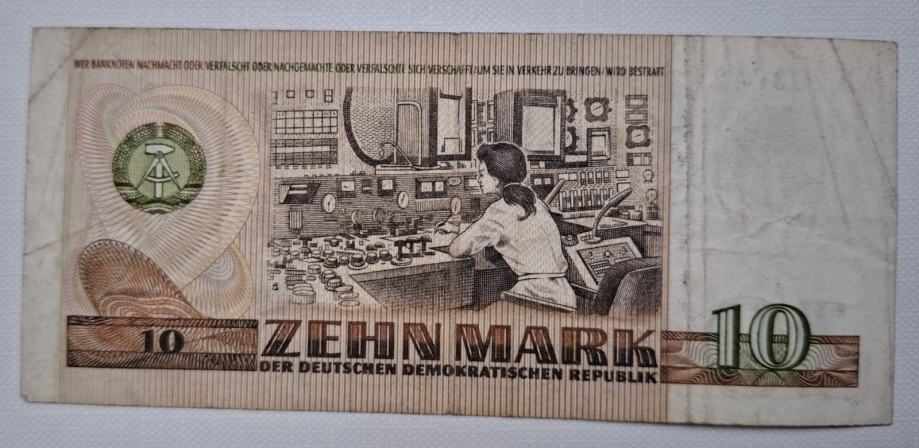 WER BANKNOTEN NACHMACHT ODER VERFÄLSCHT ODER NACHGEMACHTE ODER VERFÄLSCHTE SICH VERSCHAFFT/UM SIE IN VERKEHR ZU BRINGEN/WIRD BESTRAFT
10
ZEHN MARK
DER DEUTSCHEN DEMOKRATISCHEN REPUBLIK
10